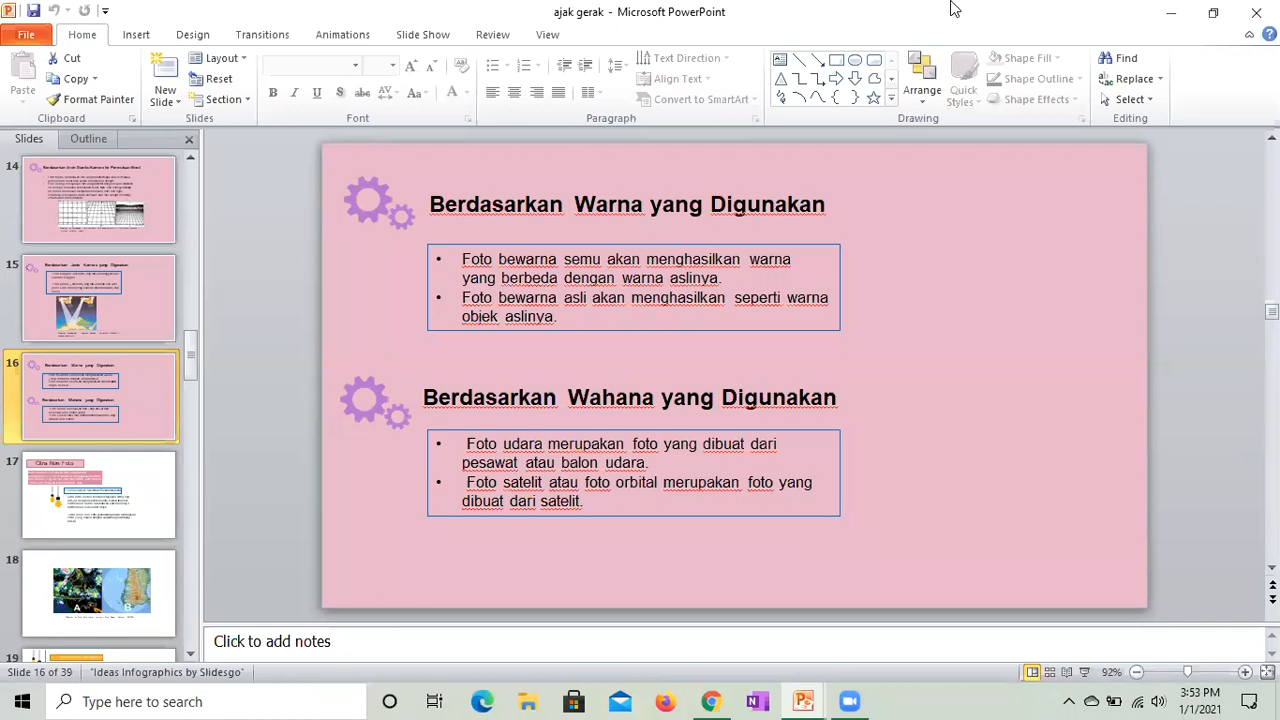 ajak gerak - Microsoft PowerPoint
File Home Insert Design Transitions Animations Slide Show Review View
Paste
Cut
Copy
Format Painter
Clipboard
New Slide
Layout
Reset
Section
Slides
Font
Text Direction
Align Text
Convert to SmartArt
Paragraph
Arrange
Quick Styles
Shape Fill
Shape Outline
Shape Effects
Drawing
Find
Replace
Select
Editing
Slides Outline
14
15
16
17
18
19
Berdasarkan Warna yang Digunakan
• Foto bewarna semu akan menghasilkan warna
yang berbeda dengan warna aslinya.
• Foto bewarna asli akan menghasilkan seperti warna
objek aslinya.
Berdasarkan Wahana yang Digunakan
• Foto udara merupakan foto yang dibuat dari
pesawat atau balon udara.
• Foto satelit atau foto orbital merupakan foto yang
dibuat dari satelit.
Click to add notes
Slide 16 of 39 "Ideas Infographics by Slidesgo" 92%
Type here to search
3:53 PM
1/1/2021